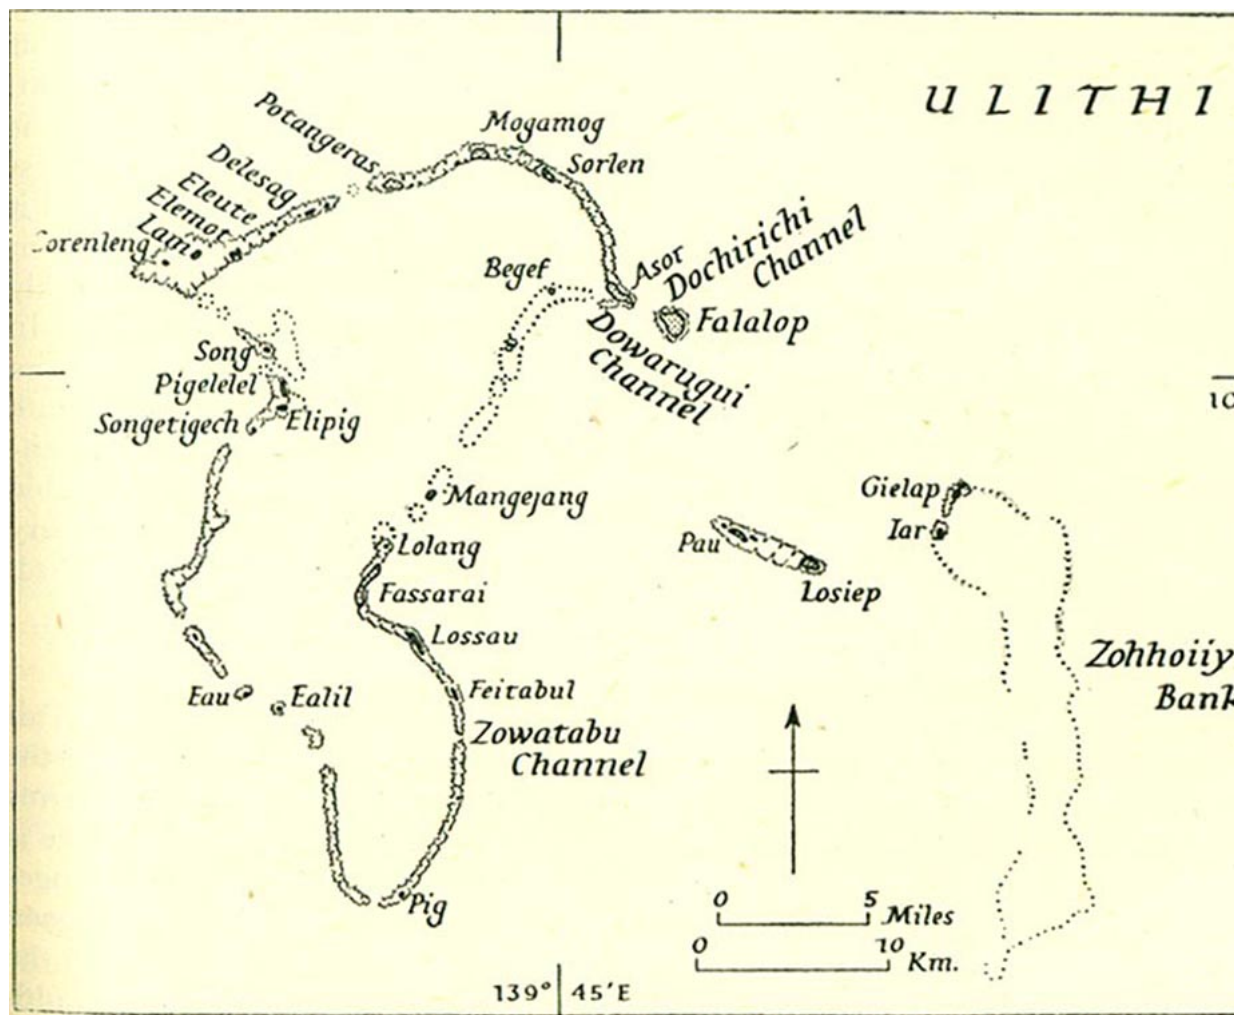 ULITHI
Mogamog
Potangeras
Sorlen
Delesag
Eleute
Elemot
Lam
Corenleng
Asor
Dochirichi
Channel
Begef
Falalop
Dowarugui
Channel
Song
Pigelelel
Songetigech
Elipig
10
Mangejang
Gielap
Iar
Lolang
Pau
Losiep
Fassarai
Lossau
Zohhoiiy
Bank
Eau
Ealil
Feitabul
Zowatabu
Channel
Pig
0 5
Miles
0 10
Km.
139° 45'E